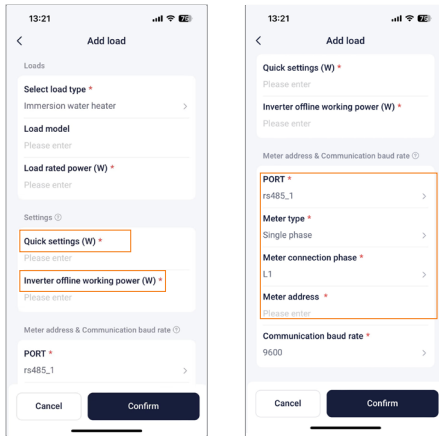 13:21
75
Add load
Loads
Select load type *
Immersion water heater
Load model
Please enter
Load rated power (W) *
Please enter
Settings
Quick settings (W) *
Please enter
Inverter offline working power (W) *
Please enter
Meter address & Communication baud rate
PORT *
rs485_1
Cancel
Confirm
13:21
75
Add load
Quick settings (W) *
Please enter
Inverter offline working power (W) *
Please enter
Meter address & Communication baud rate
PORT *
rs485_1
Meter type *
Single phase
Meter connection phase *
L1
Meter address *
Please enter
Communication baud rate *
9600
Cancel
Confirm